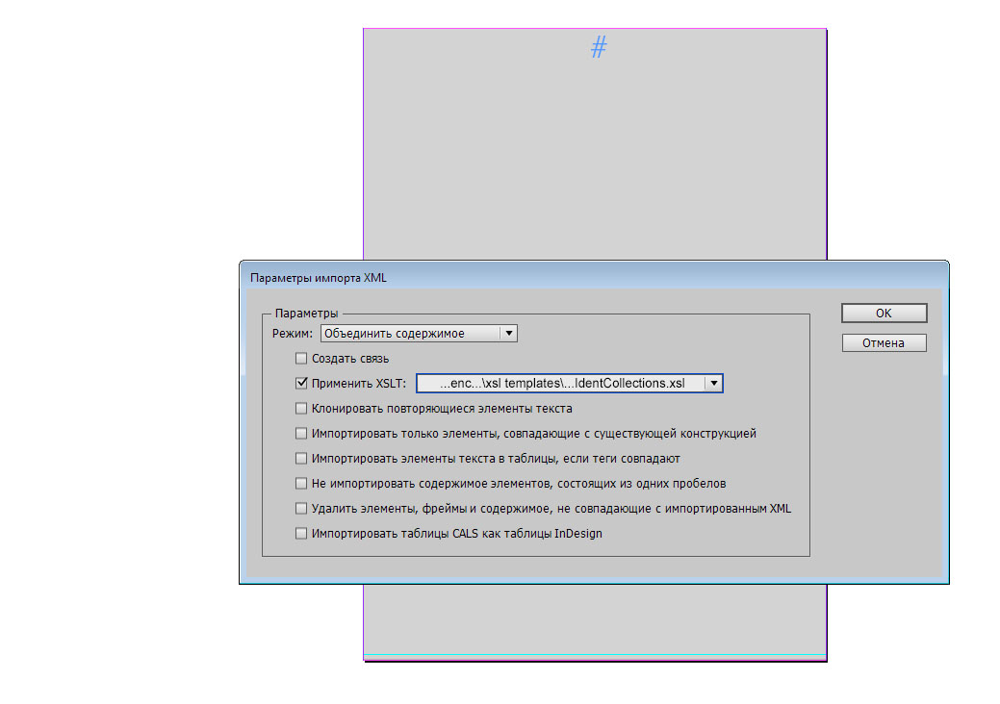 #
Параметры импорта XML
Параметры
Режим: Объединить содержимое
Создать связь
Применить XSLT: ...enc...\xsl templates\...IdentCollections.xsl
Клонировать повторяющиеся элементы текста
Импортировать только элементы, совпадающие с существующей конструкцией
Импортировать элементы текста в таблицы, если теги совпадают
Не импортировать содержимое элементов, состоящих из одних пробелов
Удалить элементы, фреймы и содержимое, не совпадающие с импортированным XML
Импортировать таблицы CALS как таблицы InDesign
ОК
Отмена